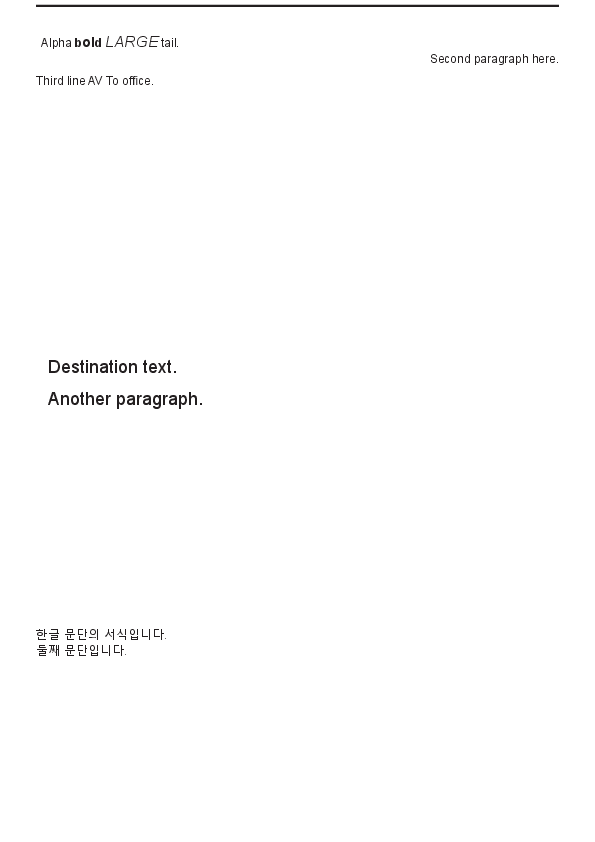 Alpha bold LARGE tail.
Second paragraph here.
Third line AV To office.
Destination text.
Another paragraph.
한글 문단의 서식입니다.
둘째 문단입니다.